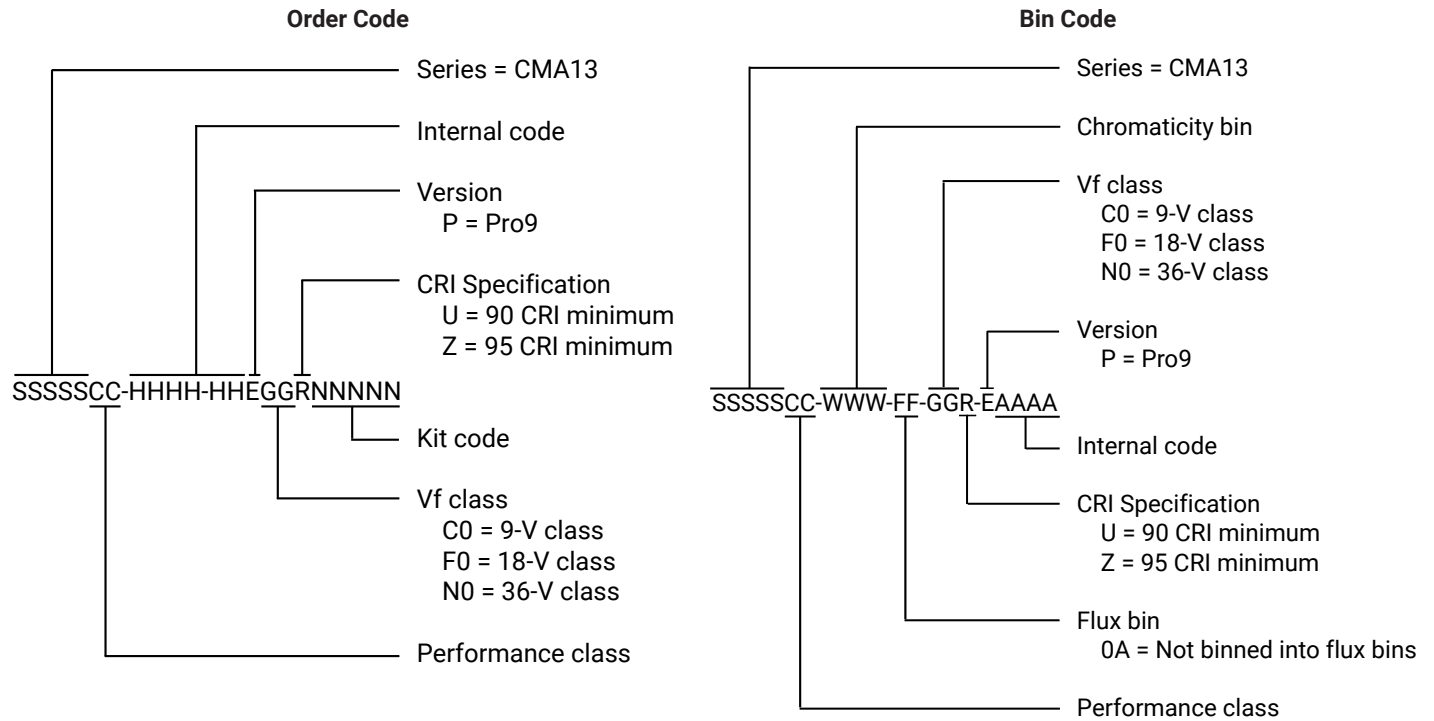 Order Code
Series = CMA13
Internal code
Version
P = Pro9
CRI Specification
U = 90 CRI minimum
Z = 95 CRI minimum
SSSSSCC-HHHH-HHEGGRNNNNN
Kit code
Vf class
C0 = 9-V class
F0 = 18-V class
N0 = 36-V class
Performance class
Bin Code
Series = CMA13
Chromaticity bin
Vf class
C0 = 9-V class
F0 = 18-V class
N0 = 36-V class
Version
P = Pro9
SSSSSCC-WWW-FF-GGR-EAAAA
Internal code
CRI Specification
U = 90 CRI minimum
Z = 95 CRI minimum
Flux bin
0A = Not binned into flux bins
Performance class